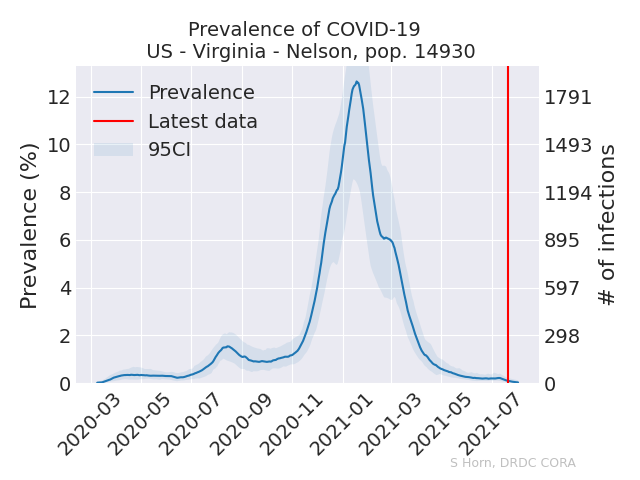 Prevalence of COVID-19
US - Virginia - Nelson, pop. 14930
Prevalence
Latest data
95CI
Prevalence (%)
12
10
8
6
4
2
0
1791
1493
1194
895
597
298
0
# of infections
2020-03
2020-05
2020-07
2020-09
2020-11
2021-01
2021-03
2021-05
2021-07
S Horn, DRDC CORA